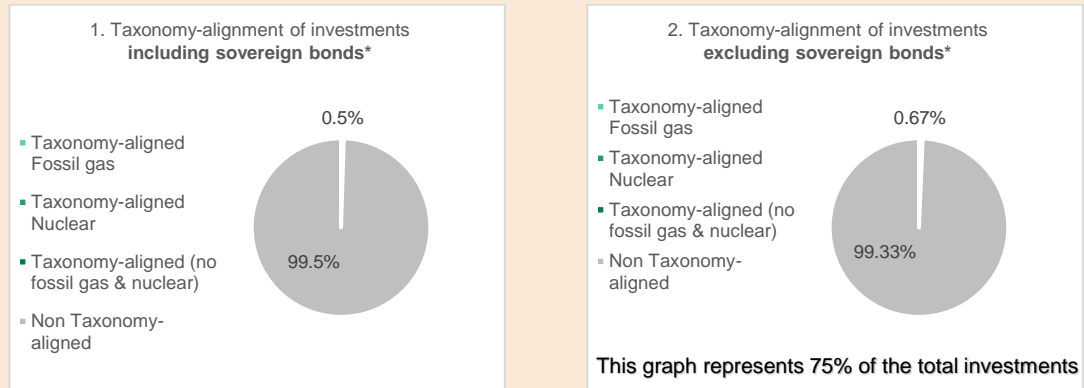 1. Taxonomy-alignment of investments
including sovereign bonds*
0.5%
Taxonomy-aligned
Fossil gas
Taxonomy-aligned
Nuclear
Taxonomy-aligned (no
fossil gas & nuclear)
Non Taxonomy-
aligned
99.5%
2. Taxonomy-alignment of investments
excluding sovereign bonds*
Taxonomy-aligned
Fossil gas
Taxonomy-aligned
Nuclear
Taxonomy-aligned (no
fossil gas & nuclear)
Non Taxonomy-
aligned
0.67%
99.33%
This graph represents 75% of the total investments